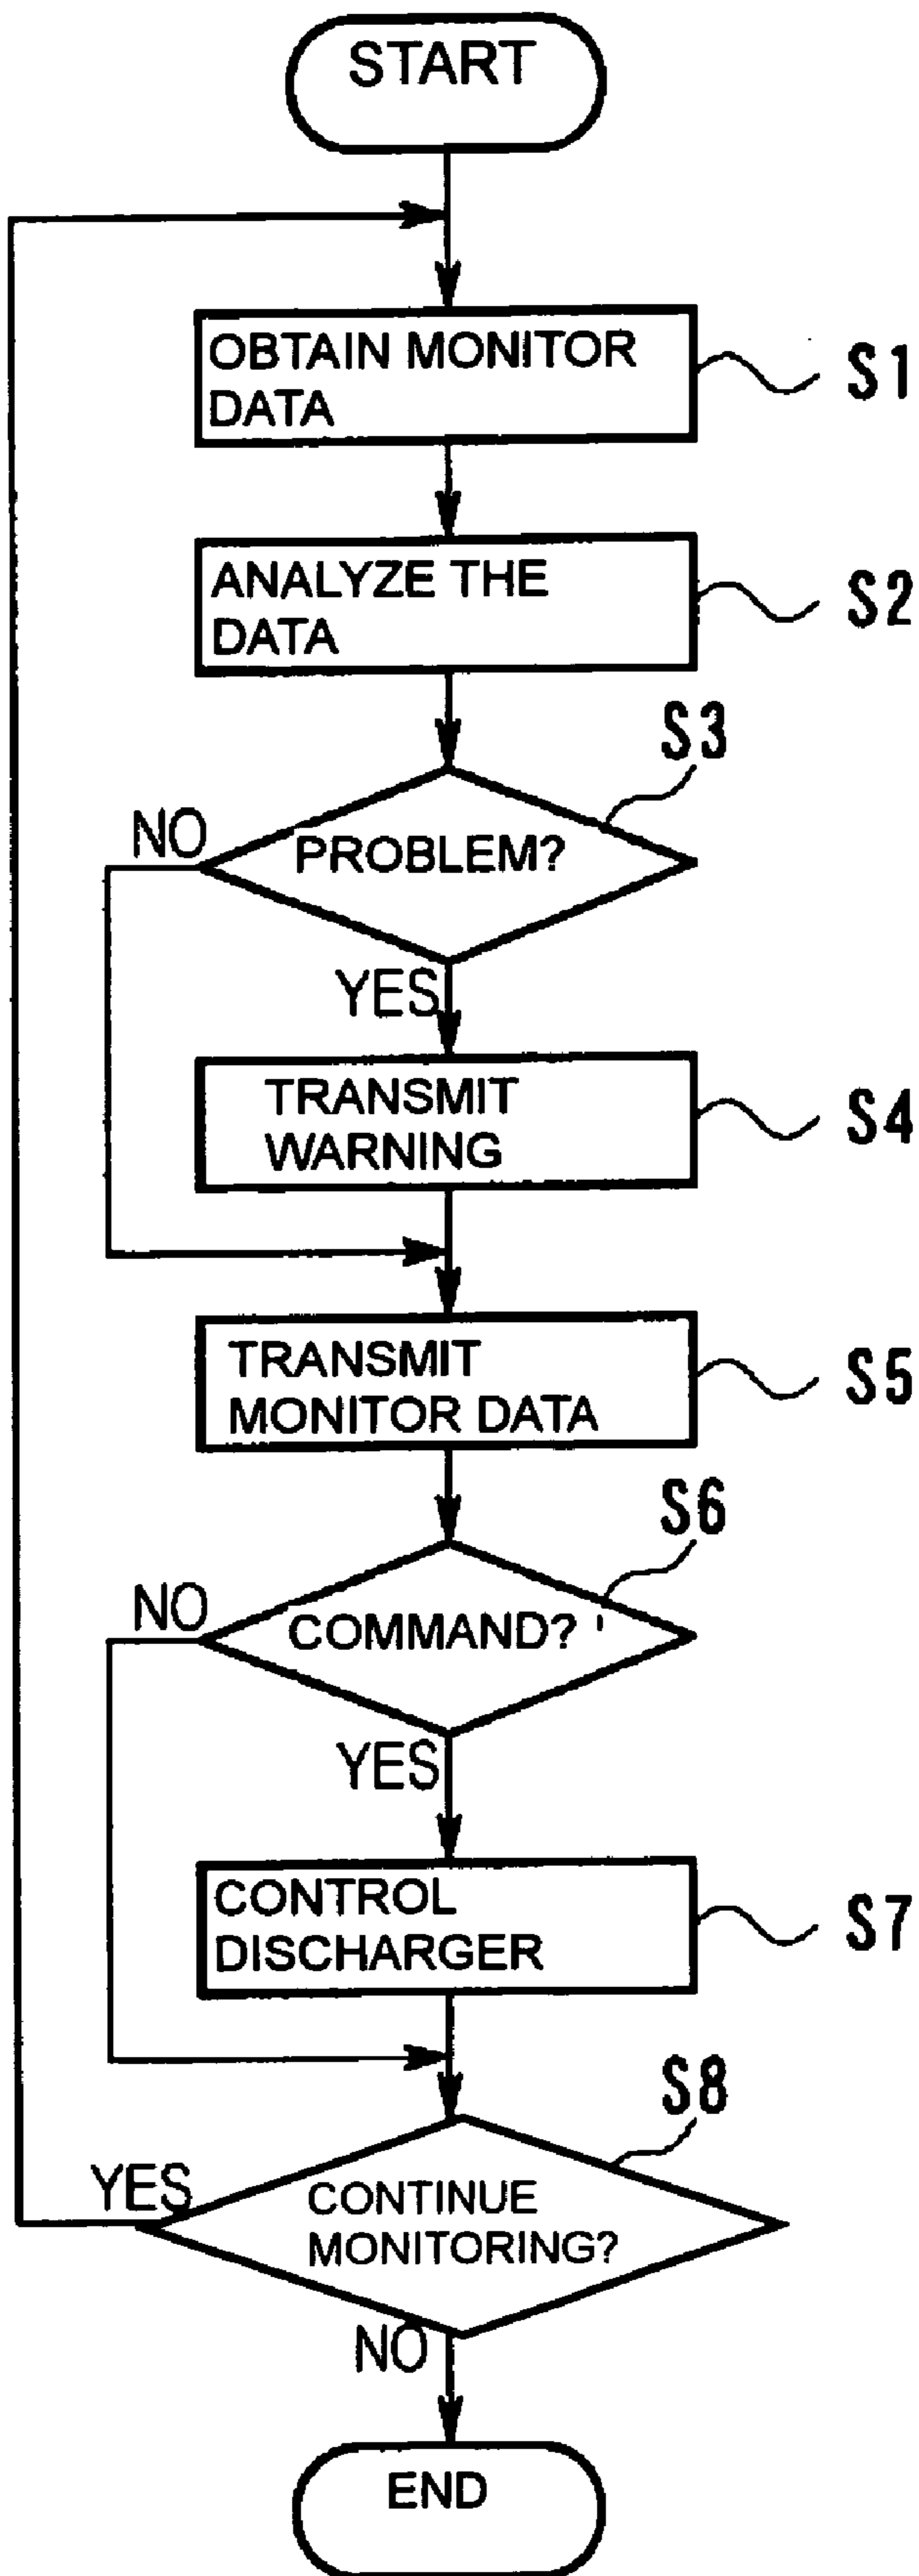 START
OBTAIN MONITOR
DATA
S1
ANALYZE THE
DATA
S2
S3
NO
PROBLEM?
YES
TRANSMIT
WARNING
S4
TRANSMIT
MONITOR DATA
S5
S6
NO
COMMAND?
YES
CONTROL
DISCHARGER
S7
S8
YES
CONTINUE
MONITORING?
NO
END